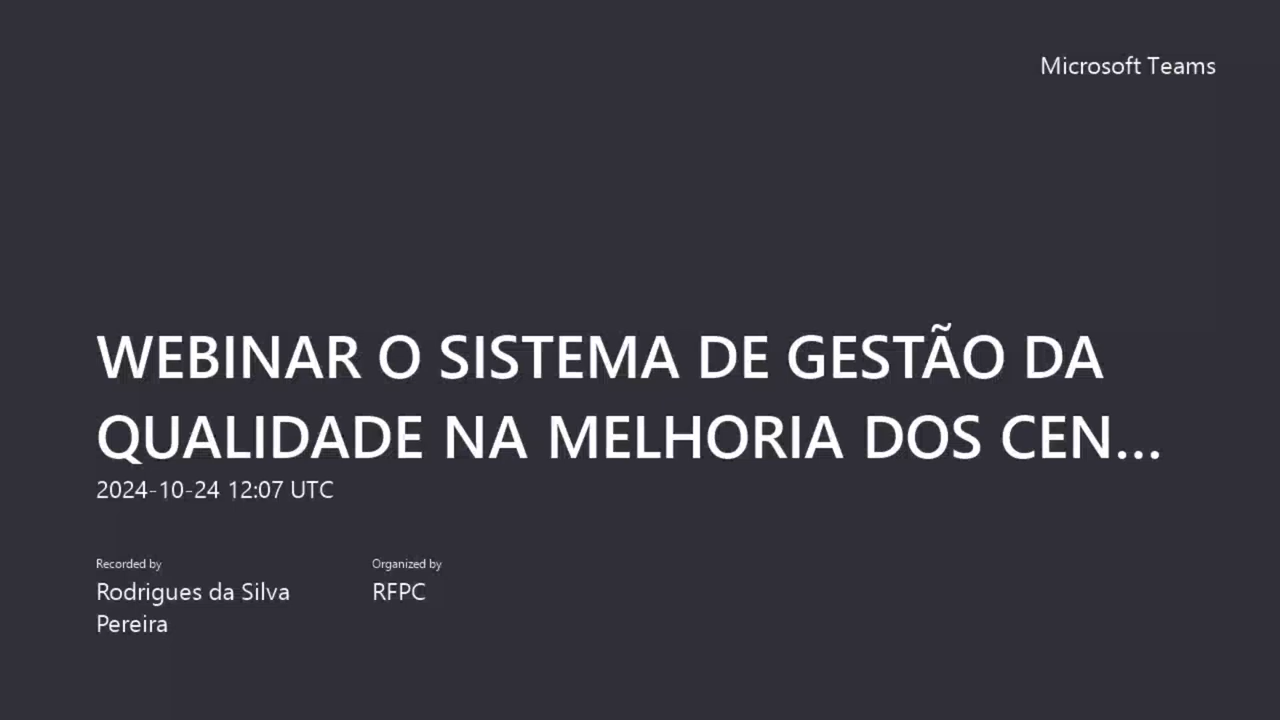 Microsoft Teams
WEBINAR O SISTEMA DE GESTÃO DA
QUALIDADE NA MELHORIA DOS CEN...
2024-10-24 12:07 UTC
Recorded by
Rodrigues da Silva
Pereira
Organized by
RFPC